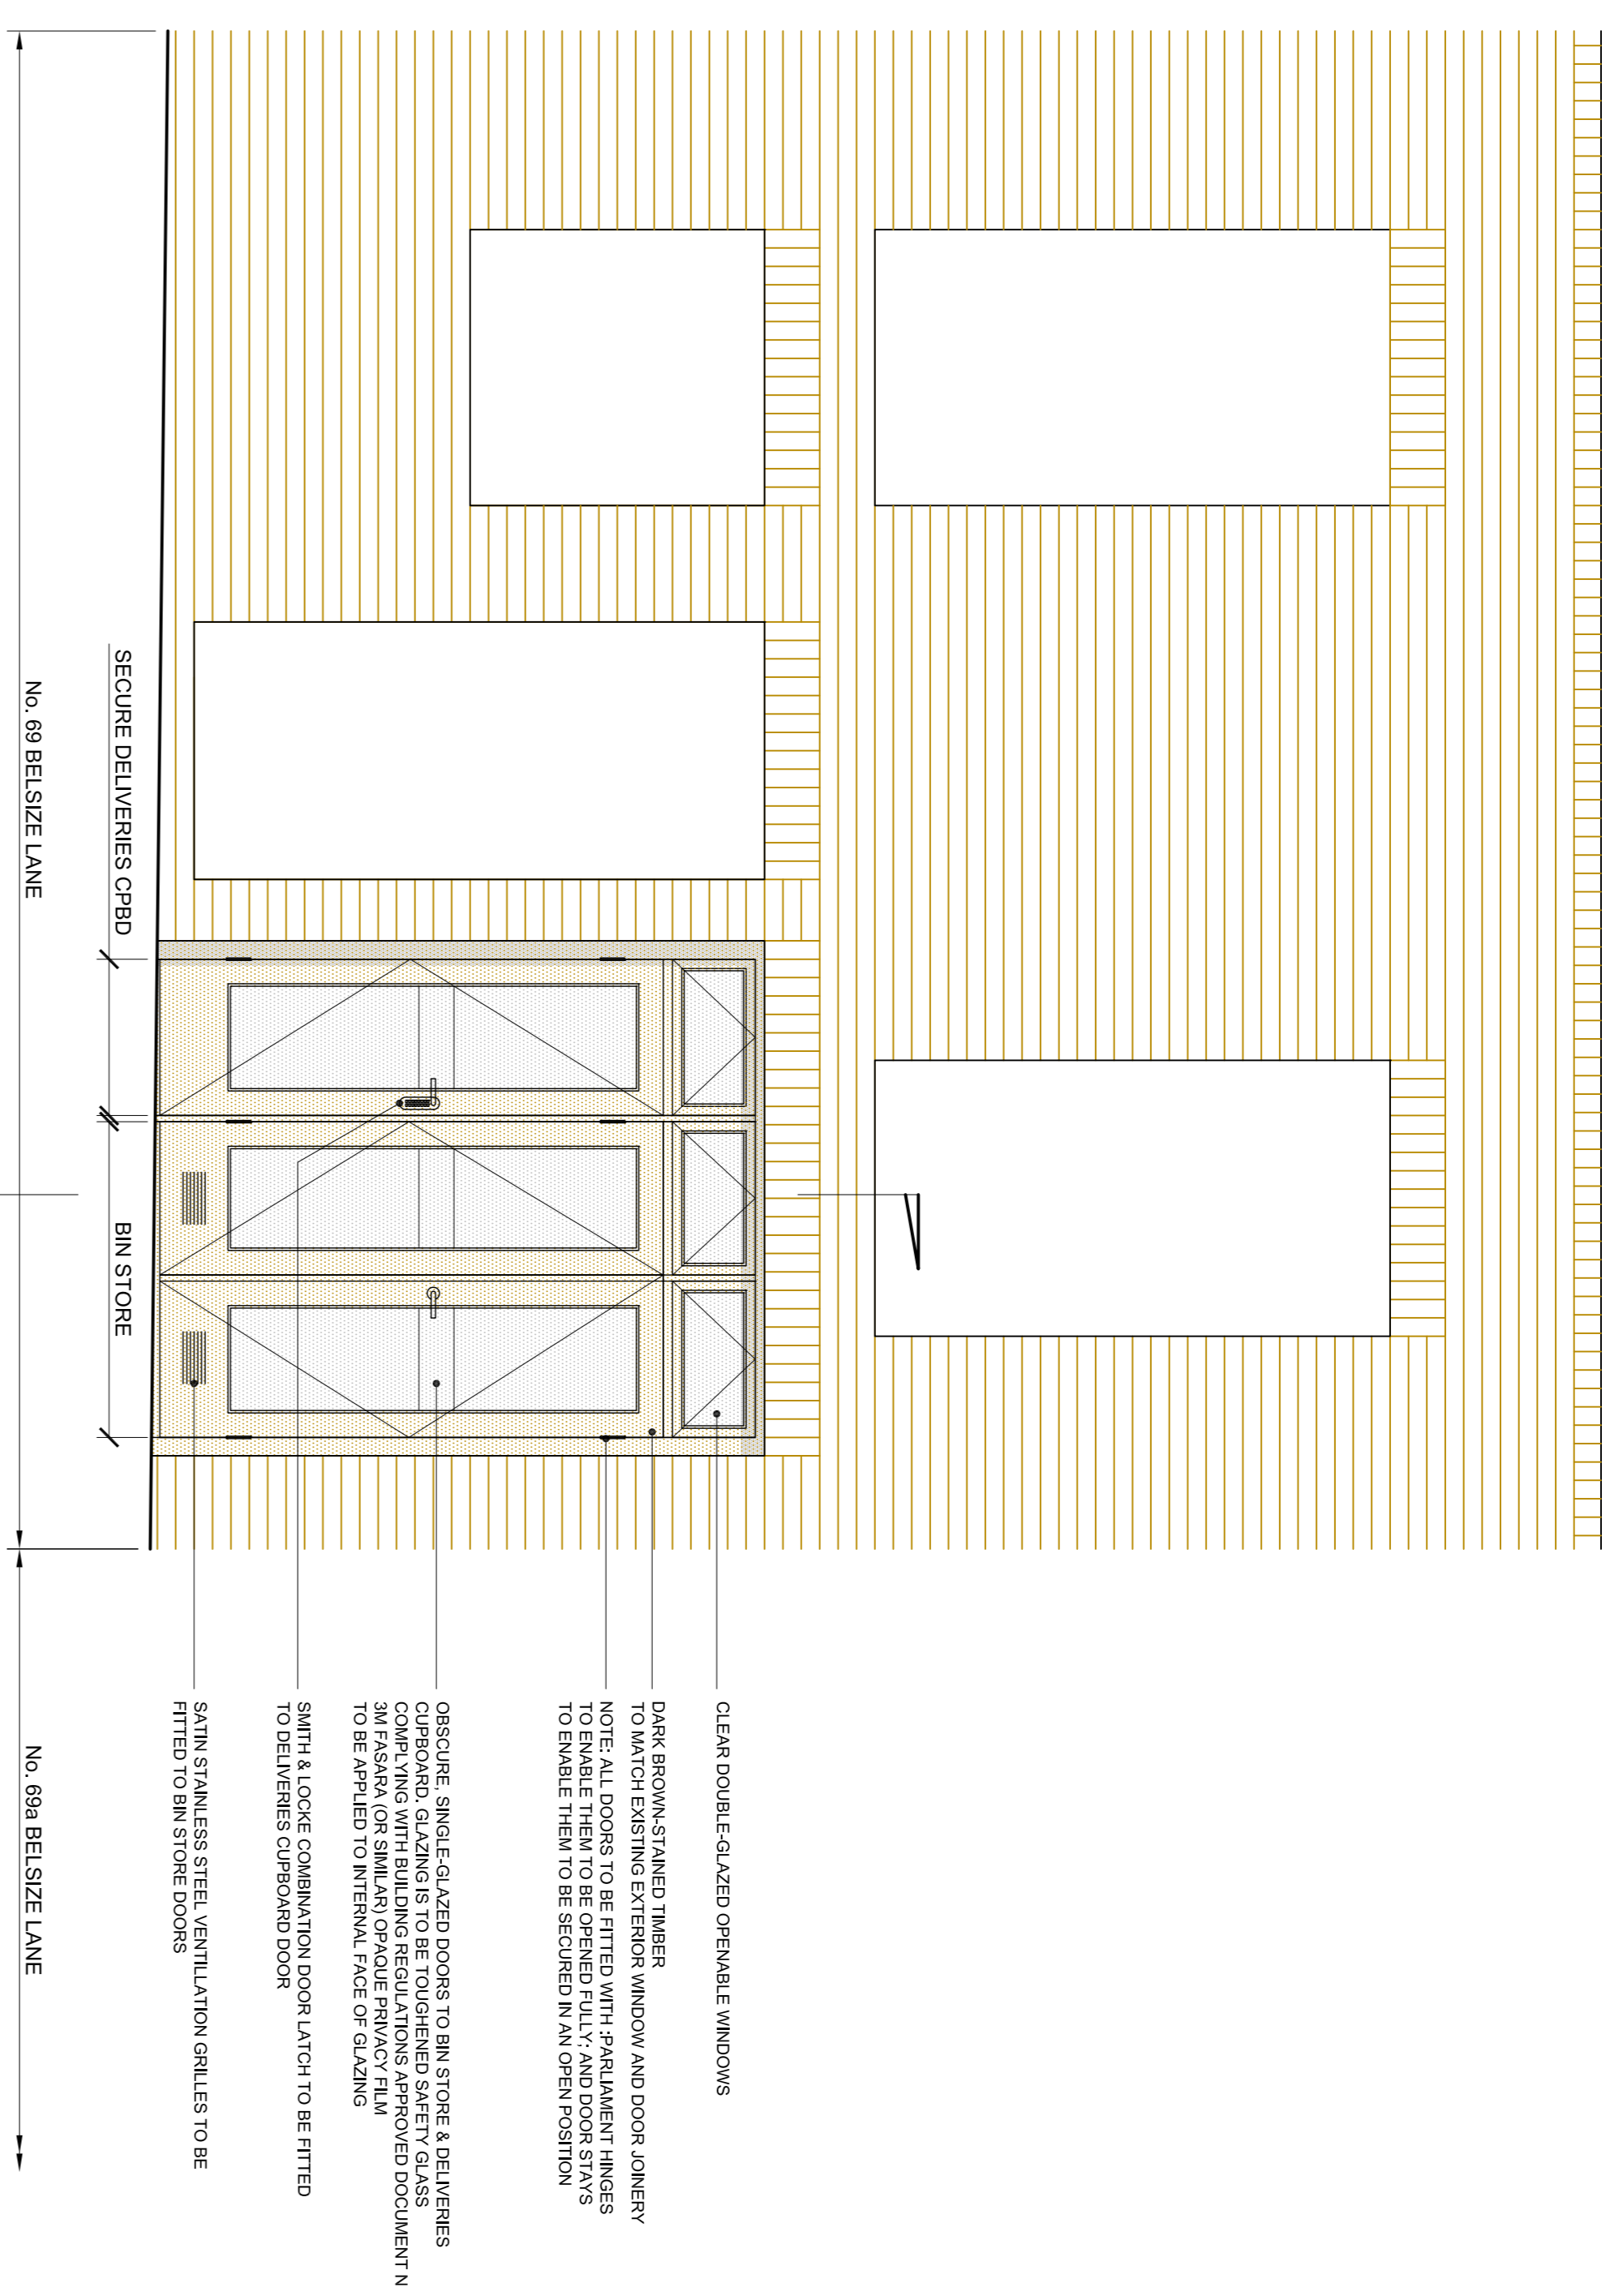 CLEAR DOUBLE-GLAZED OPENABLE WINDOWS
DARK BROWN-STAINED TIMBER
TO MATCH EXISTING EXTERIOR WINDOW AND DOOR JOINERY
NOTE: ALL DOORS TO BE FITTED WITH :PARLIAMENT HINGES
TO ENABLE THEM TO BE OPENED FULLY; AND DOOR STAYS
TO ENABLE THEM TO BE SECURED IN AN OPEN POSITION
OBSCURE, SINGLE-GLAZED DOORS TO BIN STORE & DELIVERIES
CUPBOARD. GLAZING IS TO BE TOUGHENED SAFETY GLASS
COMPLYING WITH BUILDING REGULATIONS APPROVED DOCUMENT N
3M FASARA (OR SIMILAR) OPAQUE PRIVACY FILM
TO BE APPLIED TO INTERNAL FACE OF GLAZING
SMITH & LOCKE COMBINATION DOOR LATCH TO BE FITTED
TO DELIVERIES CUPBOARD DOOR
SATIN STAINLESS STEEL VENTILLATION GRILLES TO BE
FITTED TO BIN STORE DOORS
SECURE DELIVERIES CPBD
BIN STORE
No. 69 BELSIZE LANE
No. 69a BELSIZE LANE